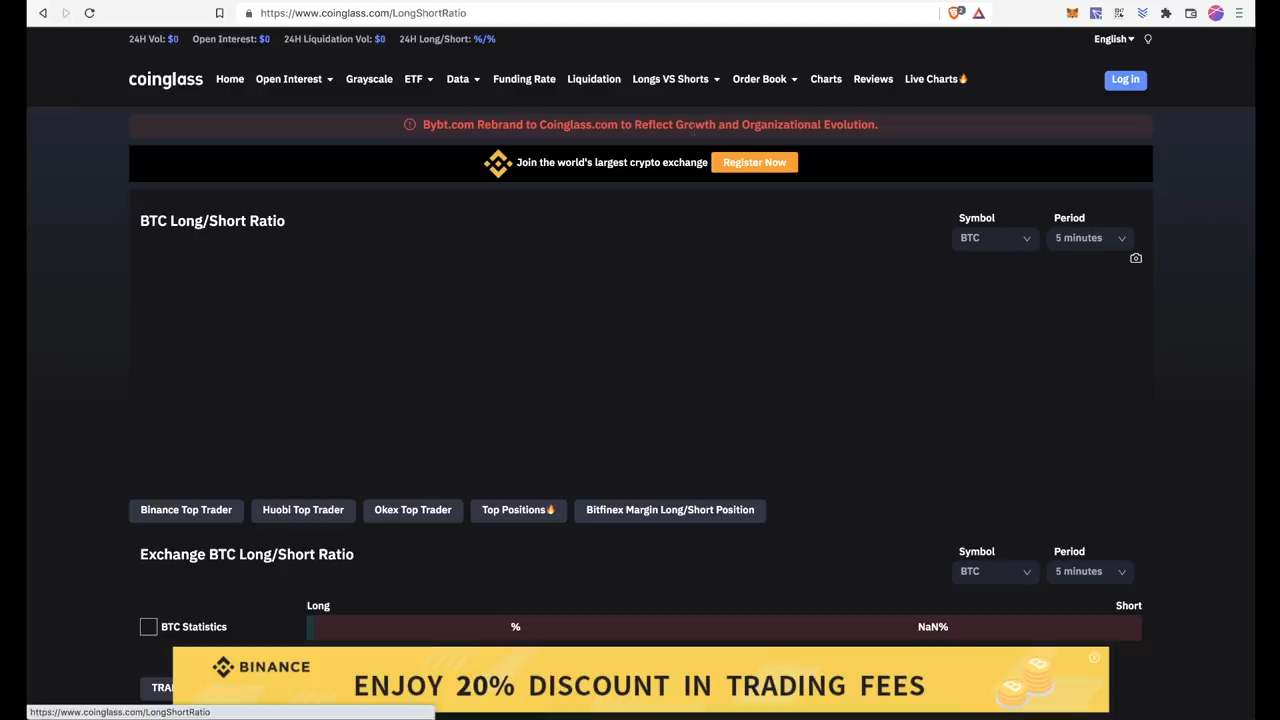 https://www.coinglass.com/LongShortRatio
24H Vol: $0 Open Interest: $0 24H Liquidation Vol: $0 24H Long/Short: %/% English
coinglass Home Open Interest Grayscale ETF Data Funding Rate Liquidation Longs VS Shorts Order Book Charts Reviews Live Charts Log in
Bybt.com Rebrand to Coinglass.com to Reflect Growth and Organizational Evolution.
Join the world's largest crypto exchange Register Now
BTC Long/Short Ratio Symbol Period
BTC 5 minutes
Binance Top Trader Huobi Top Trader Okex Top Trader Top Positions Bitfinex Margin Long/Short Position
Exchange BTC Long/Short Ratio Symbol Period
BTC 5 minutes
Long Short
BTC Statistics % NaN%
BINANCE
ENJOY 20% DISCOUNT IN TRADING FEES
https://www.coinglass.com/LongShortRatio